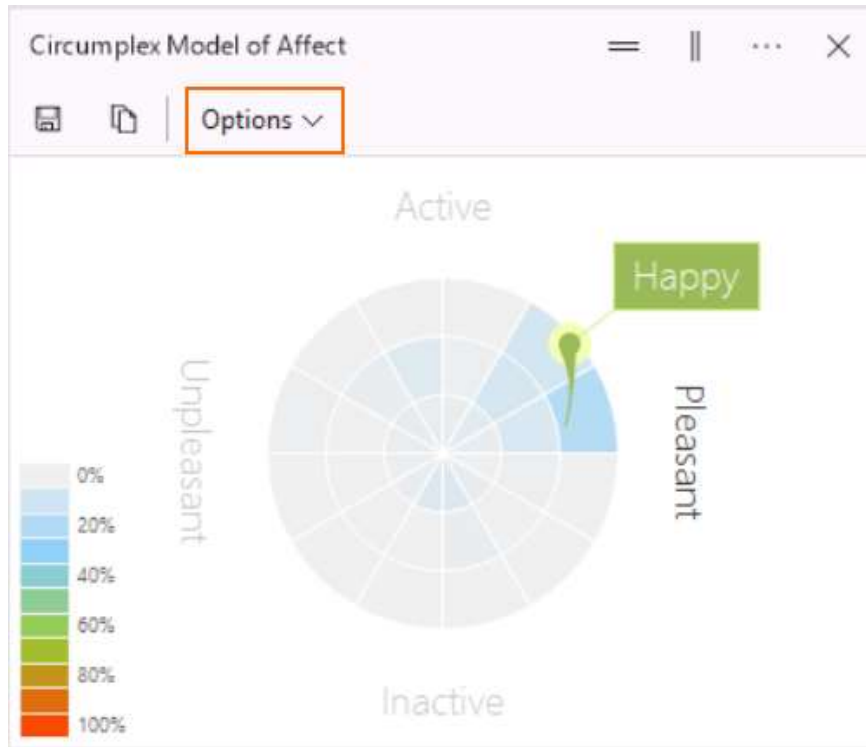 Circumplex Model of Affect
Options
Active
Happy
Unpleasant
Pleasant
0%
20%
40%
60%
80%
100%
Inactive